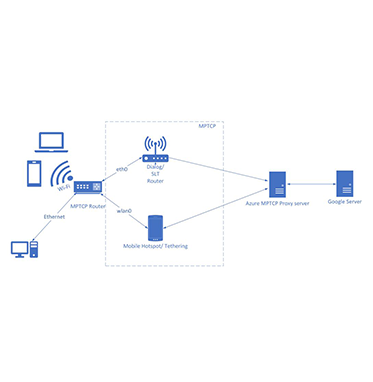 MPTCP
Wi-Fi
eth0
Dialog/
SLT
Router
MPTCP Router
Ethernet
wlan0
Azure MPTCP Proxy server
Google Server
Mobile Hotspot/ Tethering